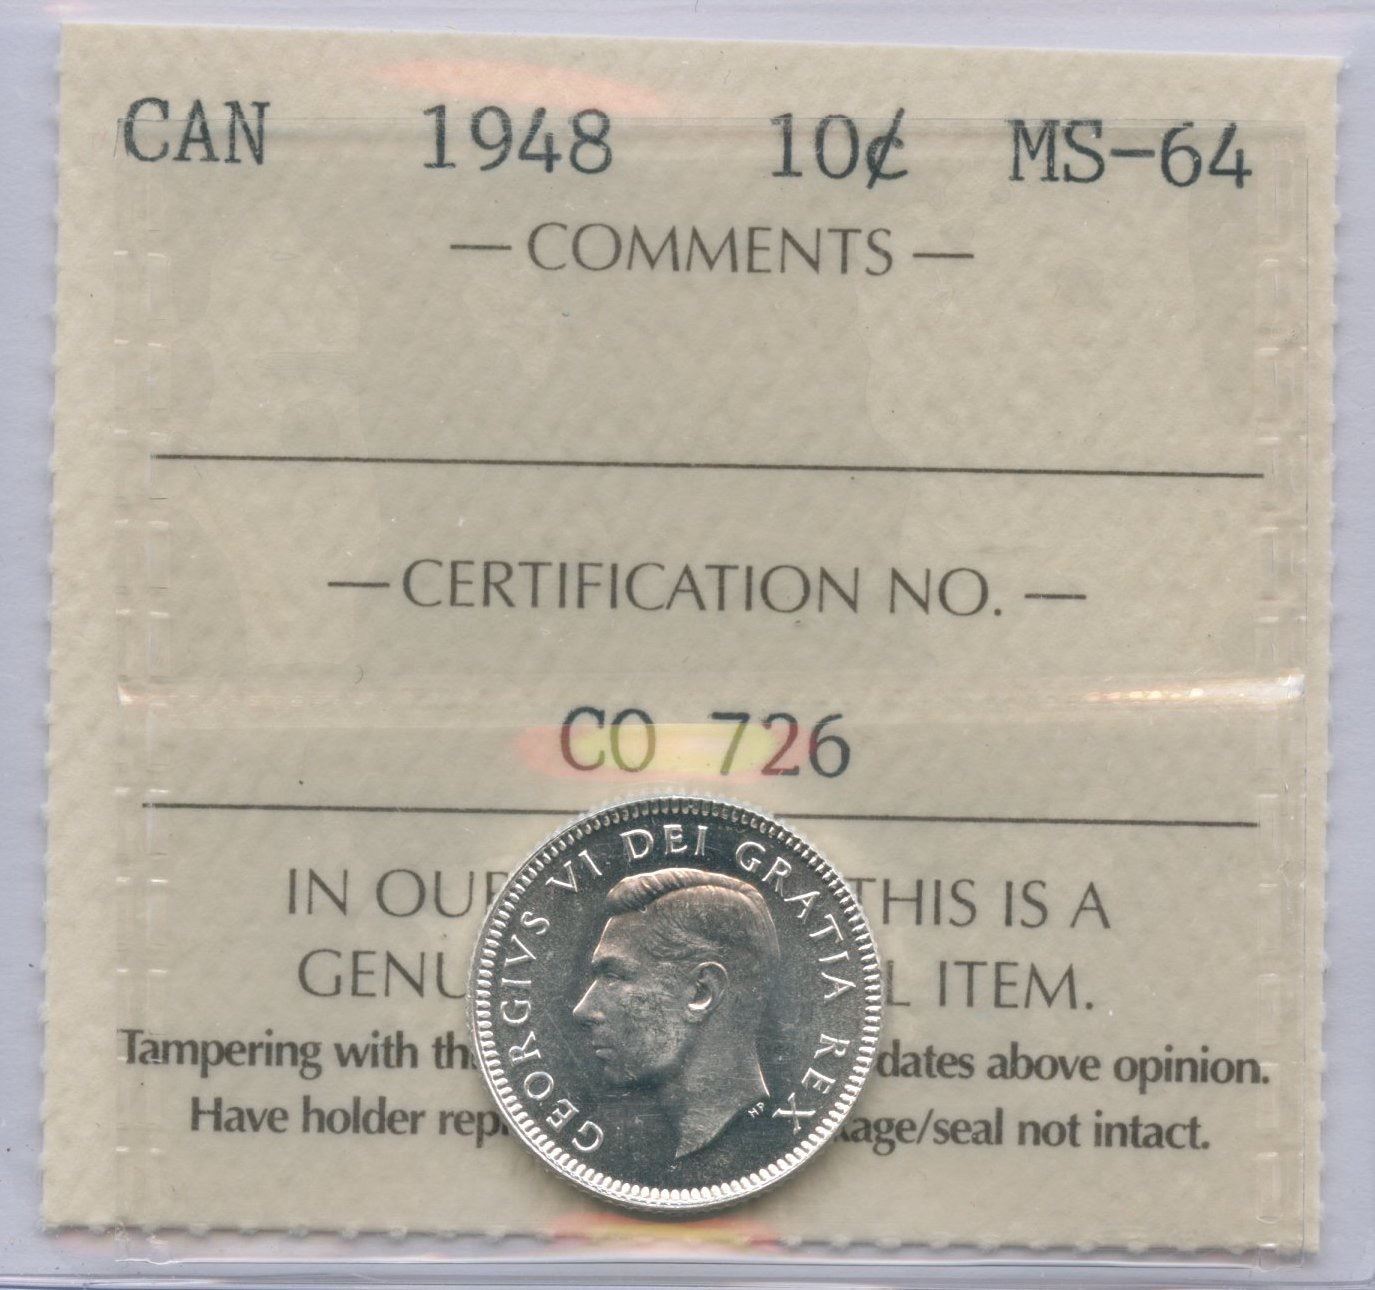 CAN 1948 10¢ MS-64
— COMMENTS —
— CERTIFICATION NO. —
CO 726
IN OUR THIS IS A
GENU L ITEM.
Tampering with th dates above opinion.
Have holder rep kage/seal not intact.
GEORGIVS VI DEI GRATIA REX
HP